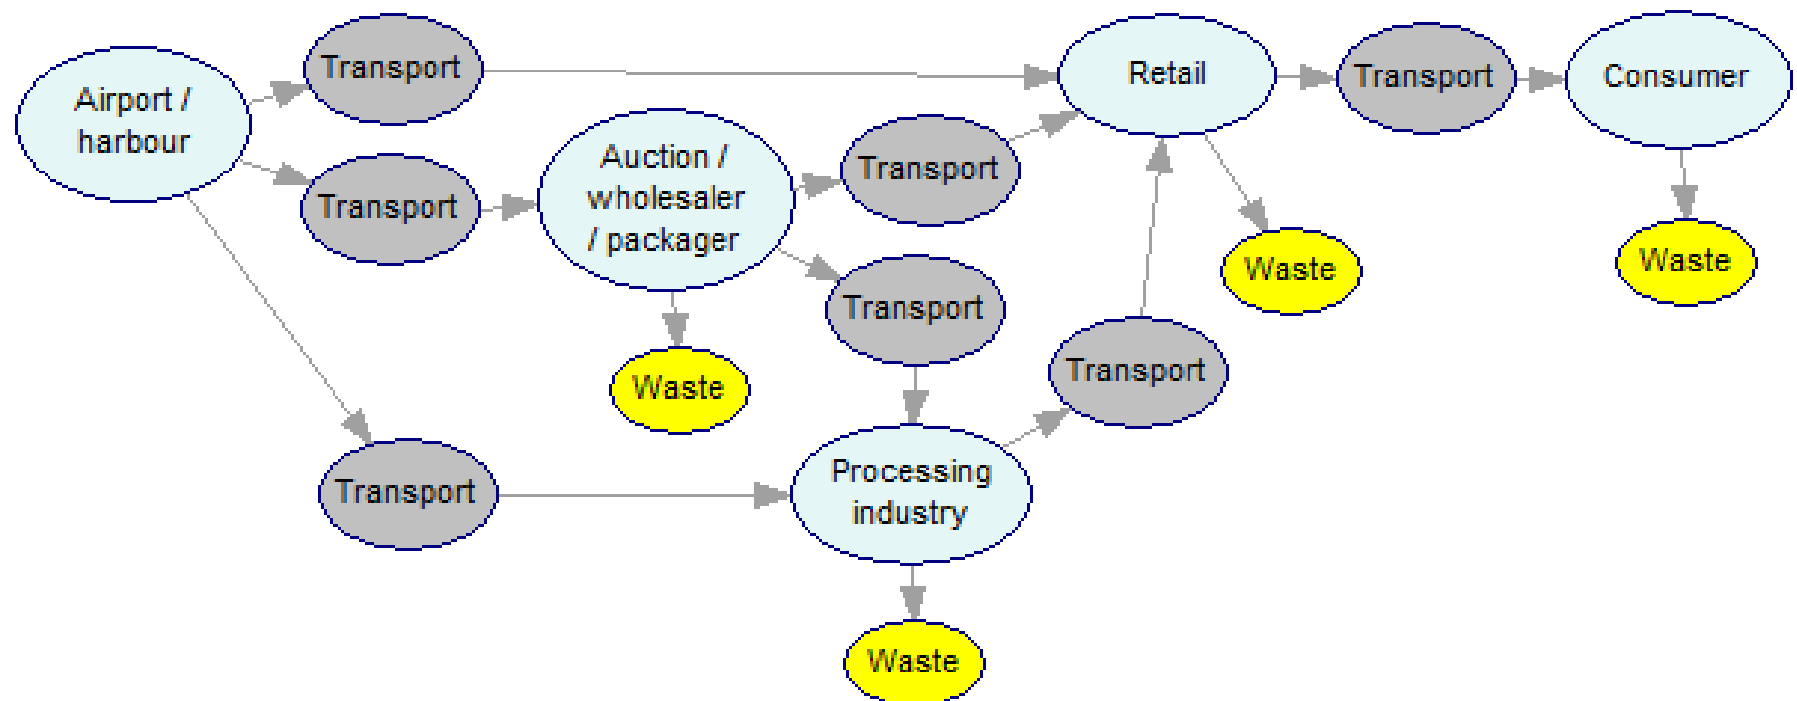 Transport
Retail
Transport
Consumer
Airport /
harbour
Auction /
wholesaler
/ packager
Transport
Transport
Waste
Waste
Transport
Transport
Waste
Transport
Processing
industry
Waste